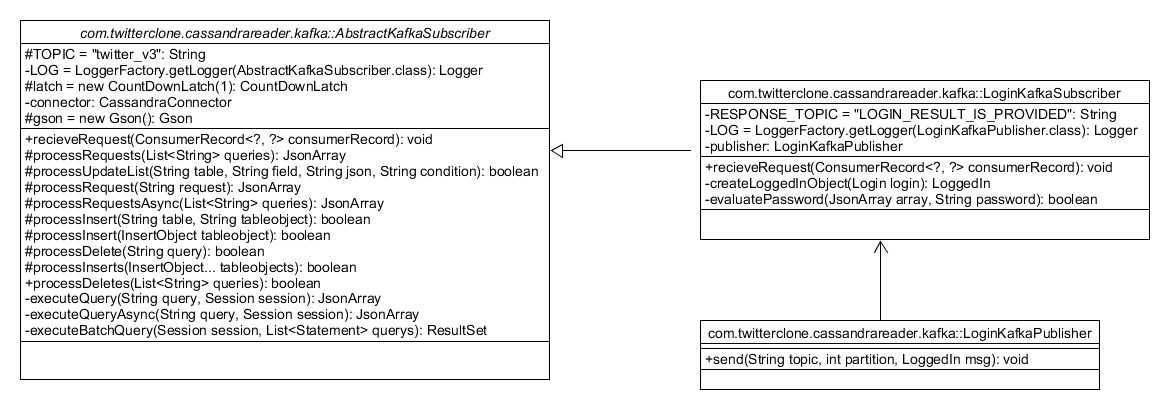 com.twitterclone.cassandrareader.kafka::AbstractKafkaSubscriber
#TOPIC = "twitter_v3": String
-LOG = LoggerFactory.getLogger(AbstractKafkaSubscriber.class): Logger
#latch = new CountDownLatch(1): CountDownLatch
-connector: CassandraConnector
#gson = new Gson(): Gson
+recieveRequest(ConsumerRecord<?, ?> consumerRecord): void
#processRequests(List<String> queries): JsonArray
#processUpdateList(String table, String field, String json, String condition): boolean
#processRequest(String request): JsonArray
#processRequestsAsync(List<String> queries): JsonArray
#processInsert(String table, String tableobject): boolean
#processInsert(InsertObject tableobject): boolean
#processDelete(String query): boolean
#processInserts(InsertObject... tableobjects): boolean
+processDeletes(List<String> queries): boolean
-executeQuery(String query, Session session): JsonArray
-executeQueryAsync(String query, Session session): JsonArray
-executeBatchQuery(Session session, List<Statement> querys): ResultSet
com.twitterclone.cassandrareader.kafka::LoginKafkaSubscriber
-RESPONSE_TOPIC = "LOGIN_RESULT_IS_PROVIDED": String
-LOG = LoggerFactory.getLogger(LoginKafkaPublisher.class): Logger
-publisher: LoginKafkaPublisher
+recieveRequest(ConsumerRecord<?, ?> consumerRecord): void
-createLoggedInObject(Login login): LoggedIn
-evaluatePassword(JsonArray array, String password): boolean
com.twitterclone.cassandrareader.kafka::LoginKafkaPublisher
+send(String topic, int partition, LoggedIn msg): void